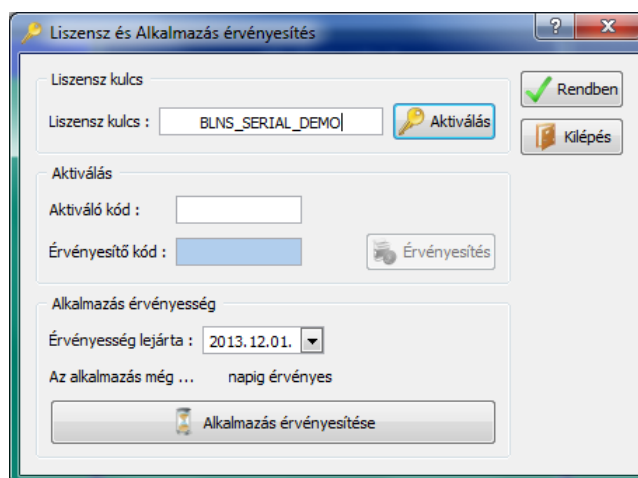 Liszensz és Alkalmazás érvényesítés
?
Liszensz kulcs
Liszensz kulcs : BLNS_SERIAL_DEMO
Aktiválás
Rendben
Kilépés
Aktiválás
Aktiváló kód :
Érvényesítő kód :
Érvényesítés
Alkalmazás érvényesség
Érvényesség lejárta : 2013.12.01.
Az alkalmazás még ... napig érvényes
Alkalmazás érvényesítése